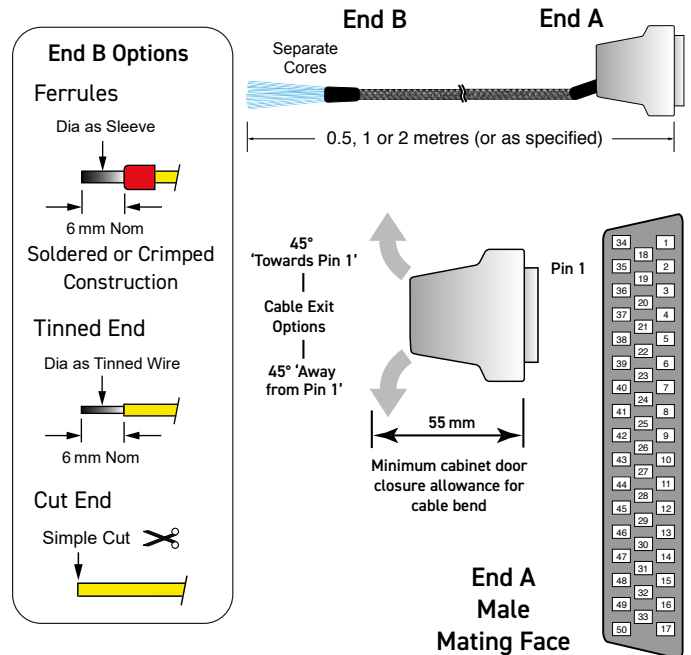 End B Options
Ferrules
Dia as Sleeve
6 mm Nom
Soldered or Crimped
Construction
Tinned End
Dia as Tinned Wire
6 mm Nom
Cut End
Simple Cut
End B
End A
Separate
Cores
0.5, 1 or 2 metres (or as specified)
45°
'Towards Pin 1'
Cable Exit
Options
45° 'Away
from Pin 1'
Pin 1
55 mm
Minimum cabinet door
closure allowance for
cable bend
End A
Male
Mating Face
34 1
18
35 2
19
36 3
20
37 4
21
38 5
22
39 6
23
40 7
24
41 8
25
42 9
26
43 10
27
44 11
28
45 12
29
46 13
30
47 14
31
48 15
32
49 16
33
50 17